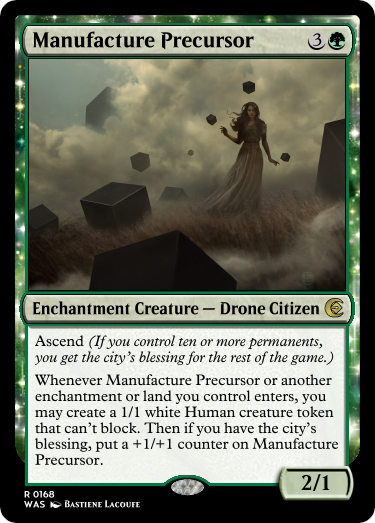 Manufacture Precursor 3
Enchantment Creature — Drone Citizen
Ascend (If you control ten or more permanents,
you get the city's blessing for the rest of the game.)
Whenever Manufacture Precursor or another
enchantment or land you control enters, you
may create a 1/1 white Human creature token
that can't block. Then if you have the city's
blessing, put a +1/+1 counter on Manufacture
Precursor.
2/1
R 0168
WAS Bastiene Lacoufe